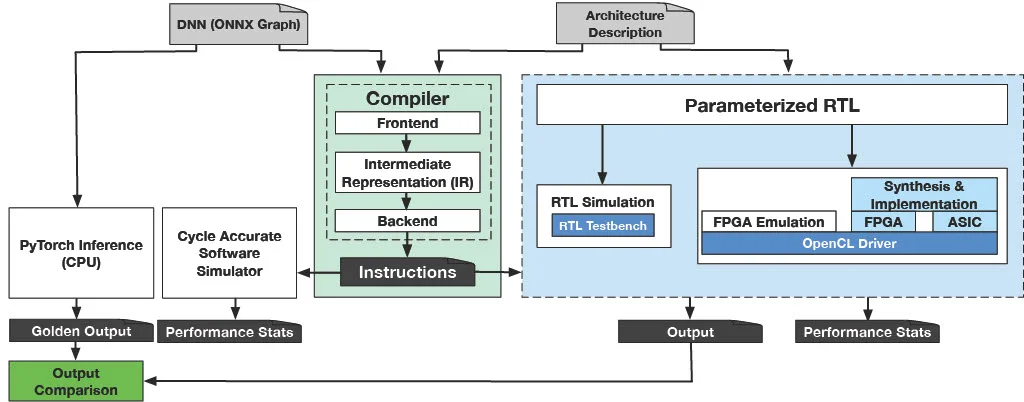 DNN (ONNX Graph)
Architecture
Description
Compiler
Frontend
Intermediate
Representation (IR)
Backend
Instructions
Parameterized RTL
RTL Simulation
RTL Testbench
Synthesis &
Implementation
FPGA Emulation
FPGA
ASIC
OpenCL Driver
PyTorch Inference
(CPU)
Cycle Accurate
Software
Simulator
Golden Output
Performance Stats
Output
Performance Stats
Output
Comparison